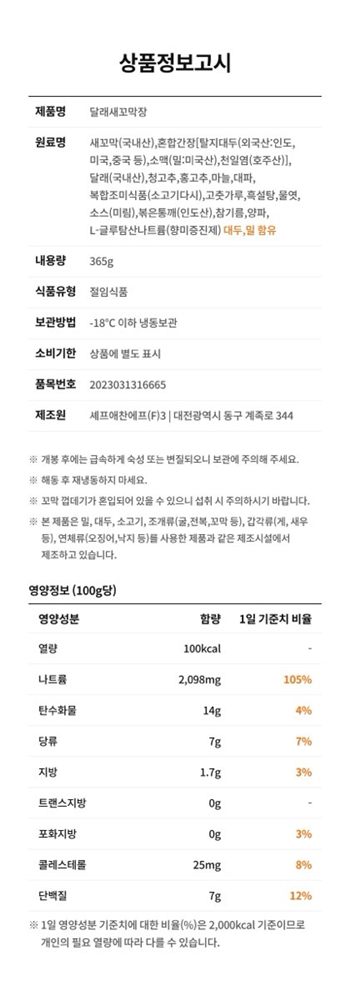 상품정보고시
제품명 달래새꼬막장
원료명 새꼬막(국내산),혼합간장[탈지대두(외국산:인도,
미국,중국 등),소맥(밀:미국산),천일염(호주산)],
달래(국내산),청고추,홍고추,마늘,대파,
복합조미식품(소고기다시),고춧가루,흑설탕,물엿,
소스(미림),볶은통깨(인도산),참기름,양파,
L-글루탐산나트륨(향미증진제) 대두,밀 함유
내용량 365g
식품유형 절임식품
보관방법 -18℃ 이하 냉동보관
소비기한 상품에 별도 표시
품목번호 2023031316665
제조원 셰프애찬에프(F)3 | 대전광역시 동구 계족로 344
※ 개봉 후에는 급속하게 숙성 또는 변질되오니 보관에 주의해 주세요.
※ 해동 후 재냉동하지 마세요.
※ 꼬막 껍데기가 혼입되어 있을 수 있으니 섭취 시 주의하시기 바랍니다.
※ 본 제품은 밀, 대두, 소고기, 조개류(굴,전복,꼬막 등), 갑각류(게, 새우
등), 연체류(오징어,낙지 등)를 사용한 제품과 같은 제조시설에서
제조하고 있습니다.
영양정보 (100g당)
영양성분 함량 1일 기준치 비율
열량 100kcal -
나트륨 2,098mg 105%
탄수화물 14g 4%
당류 7g 7%
지방 1.7g 3%
트랜스지방 0g -
포화지방 0g 3%
콜레스테롤 25mg 8%
단백질 7g 12%
※ 1일 영양성분 기준치에 대한 비율(%)은 2,000kcal 기준이므로
개인의 필요 열량에 따라 다를 수 있습니다.